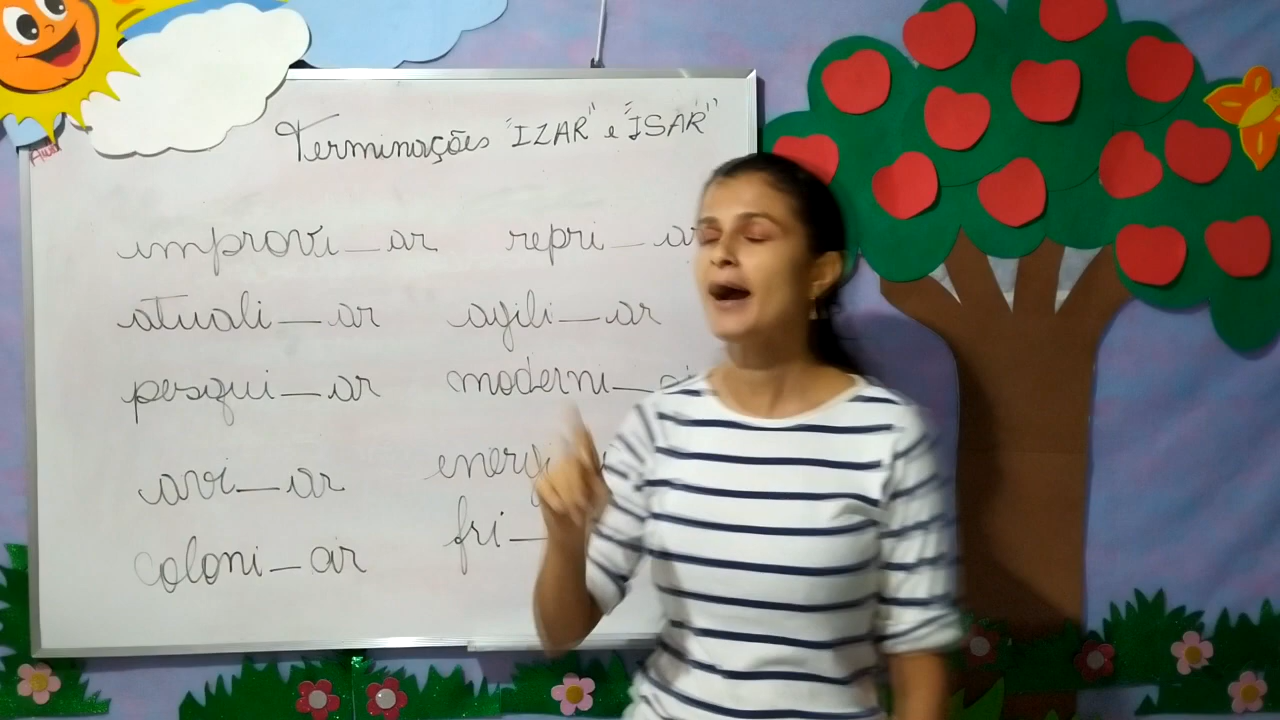 Terminações "IZAR" e "ISAR"
improvi_ar repri_ar
atuali_ar agili_ar
pesqui_ar moderni_
avi_ar
coloni_ar fri_